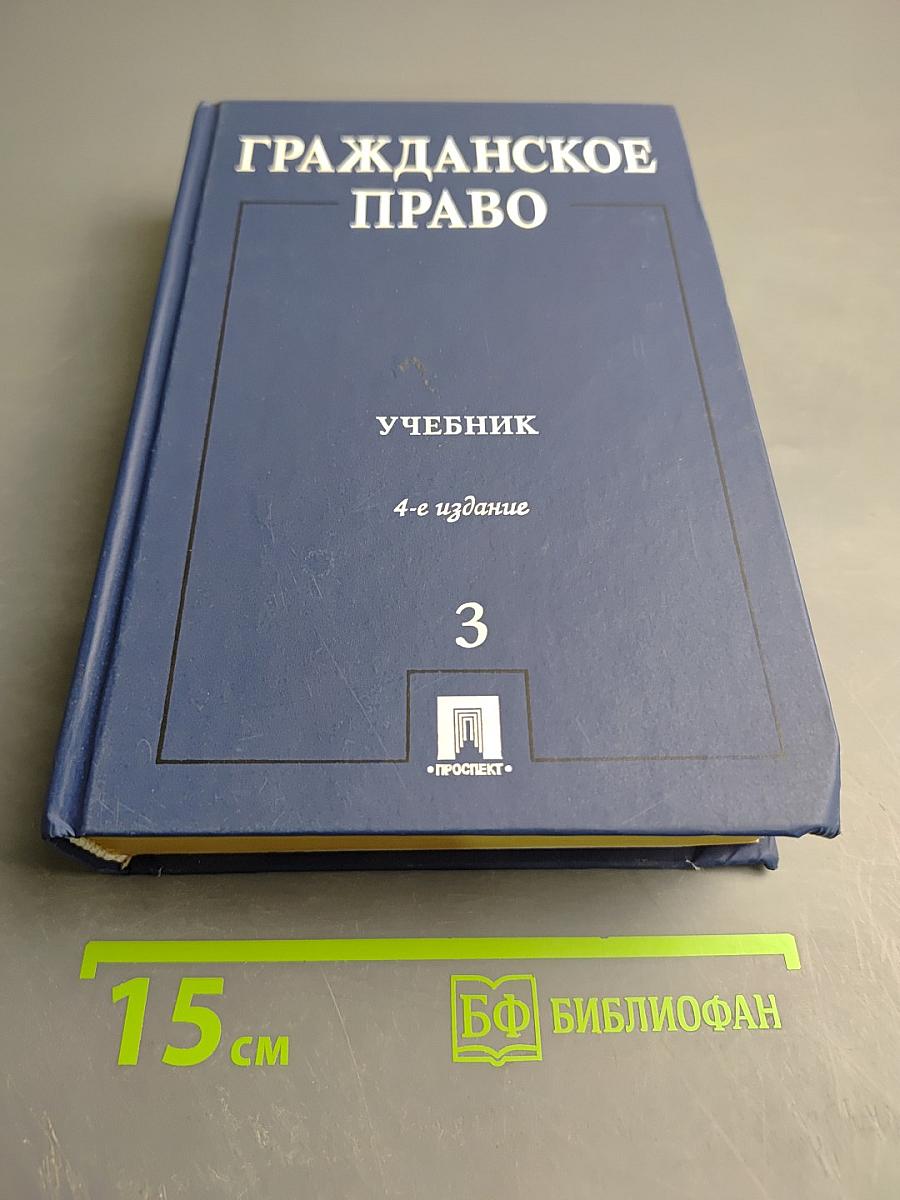 ГРАЖДАНСКОЕ
ПРАВО
УЧЕБНИК
4-е издание
3
• ПРОСПЕКТ •
15 см
БФ БИБЛИОФАН